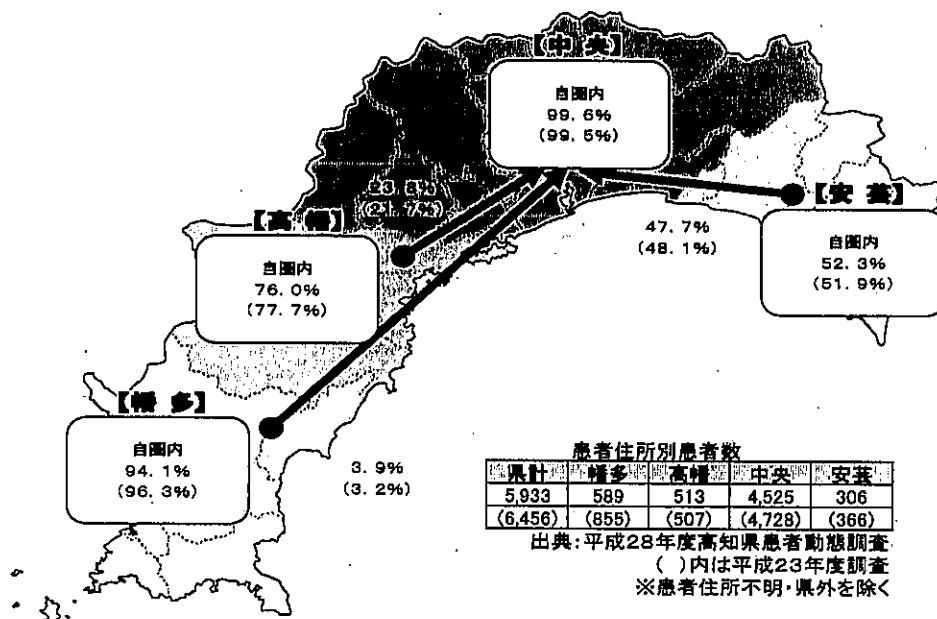 【中央】
自圏内
99.6%
(99.5%)
23.8%
(21.7%)
【高幡】
自圏内
76.0%
(77.7%)
47.7%
(48.1%)
【安芸】
自圏内
52.3%
(51.9%)
【幡多】
自圏内
94.1%
(96.3%)
3.9%
(3.2%)
患者住所別患者数
県計 幡多 高幡 中央 安芸
5,933 589 513 4,525 306
(6,456) (855) (507) (4,728) (366)
出典:平成28年度高知県患者動態調査
( )内は平成23年度調査
※患者住所不明・県外を除く